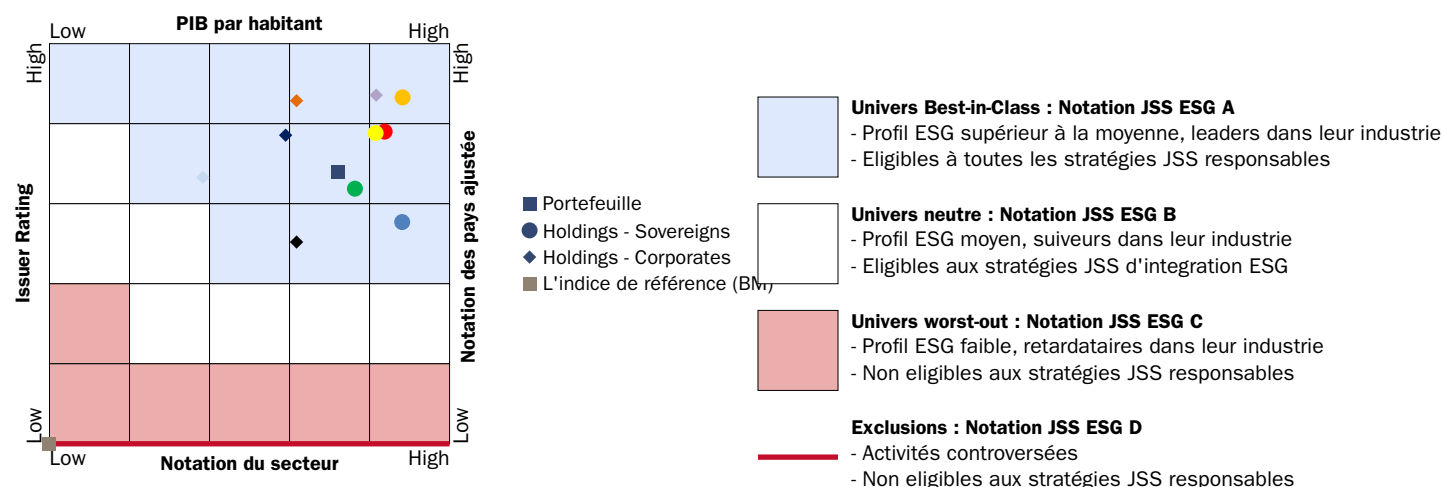 PIB par habitant
Low
High
High
High
Issuer Rating
Notation des pays ajustée
Low
Low
Low
High
Notation du secteur
Portefeuille
Holdings - Sovereigns
Holdings - Corporates
L'indice de référence (BM)
Univers Best-in-Class : Notation JSS ESG A
- Profil ESG supérieur à la moyenne, leaders dans leur industrie
- Eligibles à toutes les stratégies JSS responsables
Univers neutre : Notation JSS ESG B
- Profil ESG moyen, suiveurs dans leur industrie
- Eligibles aux stratégies JSS d'integration ESG
Univers worst-out : Notation JSS ESG C
- Profil ESG faible, retardataires dans leur industrie
- Non eligibles aux stratégies JSS responsables
Exclusions : Notation JSS ESG D
- Activités controversées
- Non eligibles aux stratégies JSS responsables